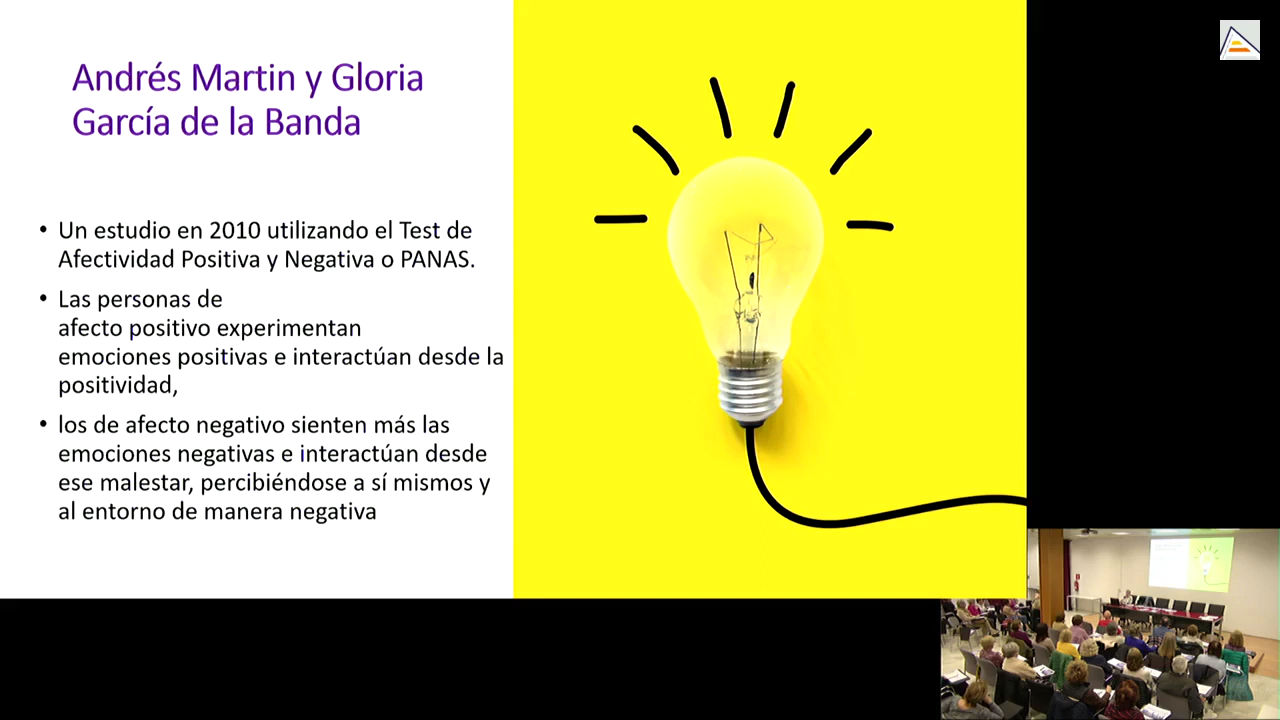 Andrés Martin y Gloria
García de la Banda
• Un estudio en 2010 utilizando el Test de
Afectividad Positiva y Negativa o PANAS.
• Las personas de
afecto positivo experimentan
emociones positivas e interactúan desde la
positividad,
• los de afecto negativo sienten más las
emociones negativas e interactúan desde
ese malestar, percibiéndose a sí mismos y
al entorno de manera negativa